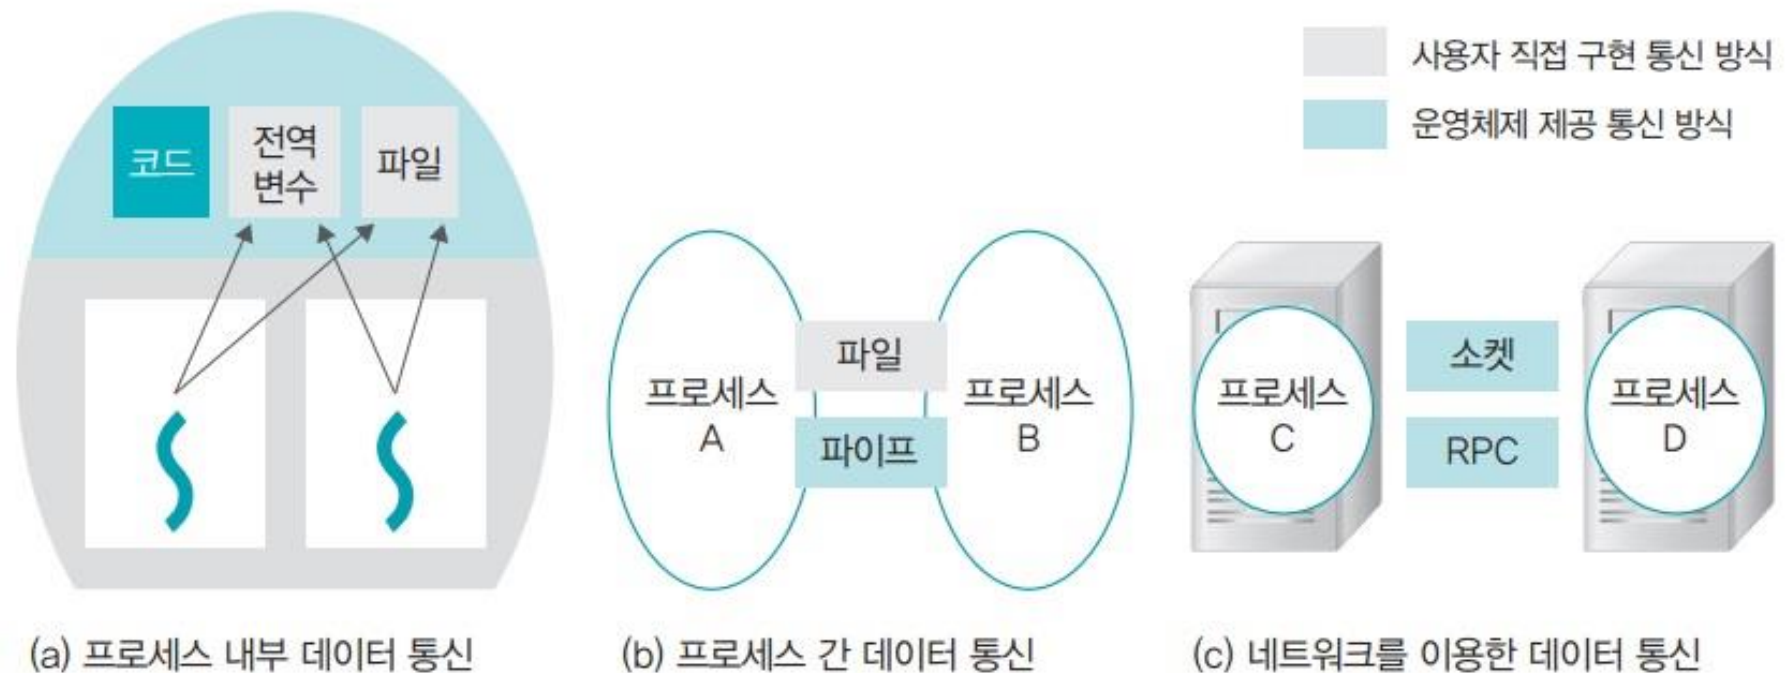 사용자 직접 구현 통신 방식
운영체제 제공 통신 방식
코드
전역
변수
파일
프로세스
A
파일
파이프
프로세스
B
프로세스
C
소켓
RPC
프로세스
D
(a) 프로세스 내부 데이터 통신
(b) 프로세스 간 데이터 통신
(c) 네트워크를 이용한 데이터 통신